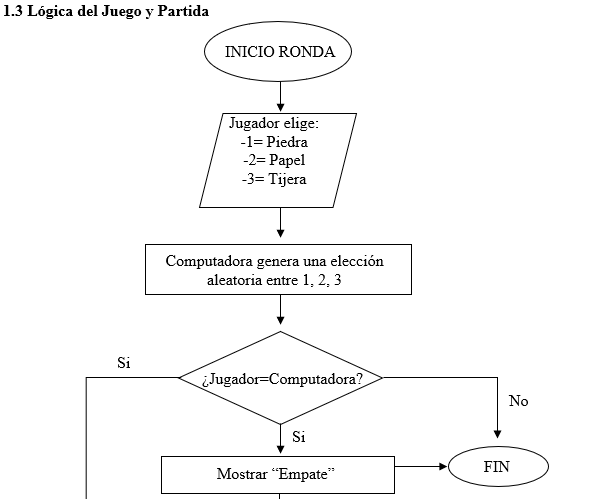 1.3 Lógica del Juego y Partida
INICIO RONDA
Jugador elige:
-1= Piedra
-2= Papel
-3= Tijera
Computadora genera una elección
aleatoria entre 1, 2, 3
Si
¿Jugador=Computadora?
No
Si
Mostrar “Empate”
FIN